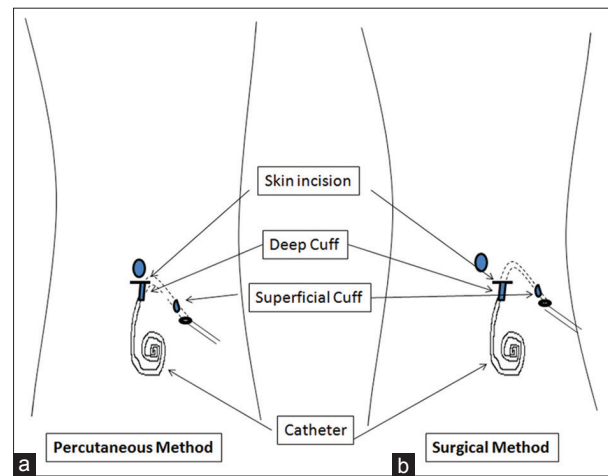 Skin incision
Deep Cuff
Superficial Cuff
Catheter
a
Percutaneous Method
b
Surgical Method